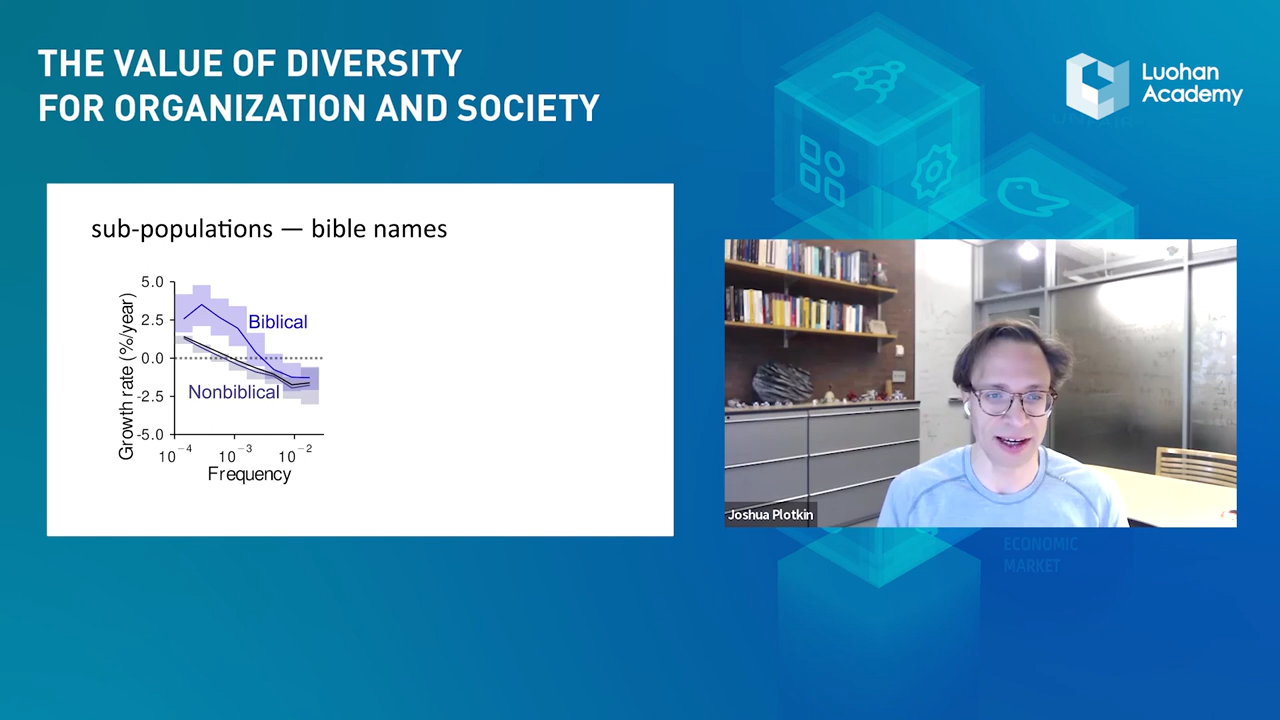 THE VALUE OF DIVERSITY
FOR ORGANIZATION AND SOCIETY
Luohan
Academy
sub-populations — bible names
Growth rate (%/year)
5.0
2.5
0.0
-2.5
-5.0
Biblical
Nonbiblical
10⁻⁴
10⁻³
10⁻²
Frequency
Joshua Plotkin
ECONOMIC
MARKET